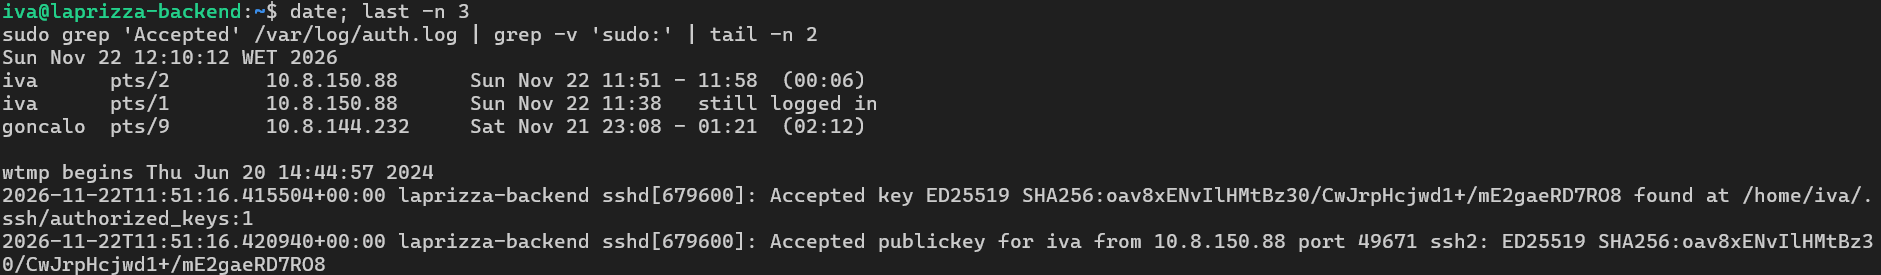 iva@laprizza-backend:~$ date; last -n 3
sudo grep 'Accepted' /var/log/auth.log | grep -v 'sudo:' | tail -n 2
Sun Nov 22 12:10:12 WET 2026
iva      pts/2        10.8.150.88      Sun Nov 22 11:51 - 11:58  (00:06)
iva      pts/1        10.8.150.88      Sun Nov 22 11:38   still logged in
goncalo  pts/9        10.8.144.232     Sat Nov 21 23:08 - 01:21  (02:12)

wtmp begins Thu Jun 20 14:44:57 2024
2026-11-22T11:51:16.415504+00:00 laprizza-backend sshd[679600]: Accepted key ED25519 SHA256:oav8xENvIlHMtBz30/CwJrpHcjwd1+/mE2gaeRD7RO8 found at /home/iva/.
ssh/authorized_keys:1
2026-11-22T11:51:16.420940+00:00 laprizza-backend sshd[679600]: Accepted publickey for iva from 10.8.150.88 port 49671 ssh2: ED25519 SHA256:oav8xENvIlHMtBz3
0/CwJrpHcjwd1+/mE2gaeRD7RO8